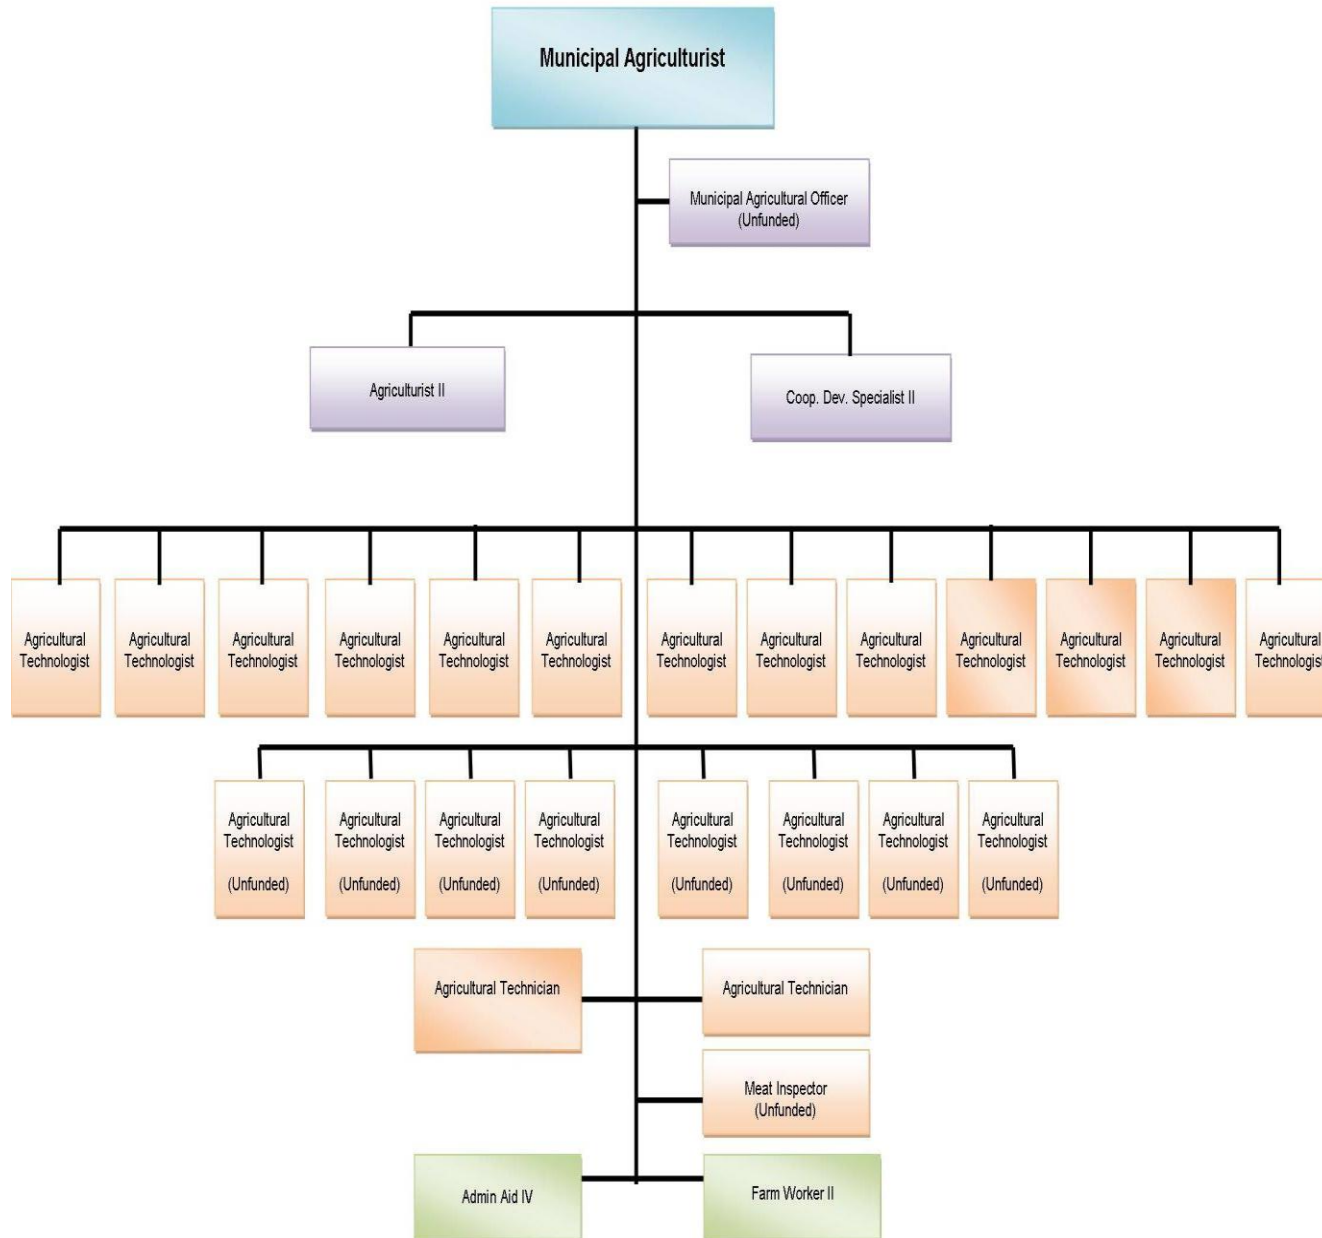 Municipal Agriculturist
Municipal Agricultural Officer
(Unfunded)
Agriculturist II
Coop. Dev. Specialist II
Agricultural
Technologist
Agricultural
Technologist
Agricultural
Technologist
Agricultural
Technologist
Agricultural
Technologist
Agricultural
Technologist
Agricultural
Technologist
Agricultural
Technologist
Agricultural
Technologist
Agricultural
Technologist
Agricultural
Technologist
Agricultural
Technologist
Agricultural
Technologist
Agricultural
Technologist
(Unfunded)
Agricultural
Technologist
(Unfunded)
Agricultural
Technologist
(Unfunded)
Agricultural
Technologist
(Unfunded)
Agricultural
Technologist
(Unfunded)
Agricultural
Technologist
(Unfunded)
Agricultural
Technologist
(Unfunded)
Agricultural
Technologist
(Unfunded)
Agricultural Technician
Agricultural Technician
Meat Inspector
(Unfunded)
Admin Aid IV
Farm Worker II